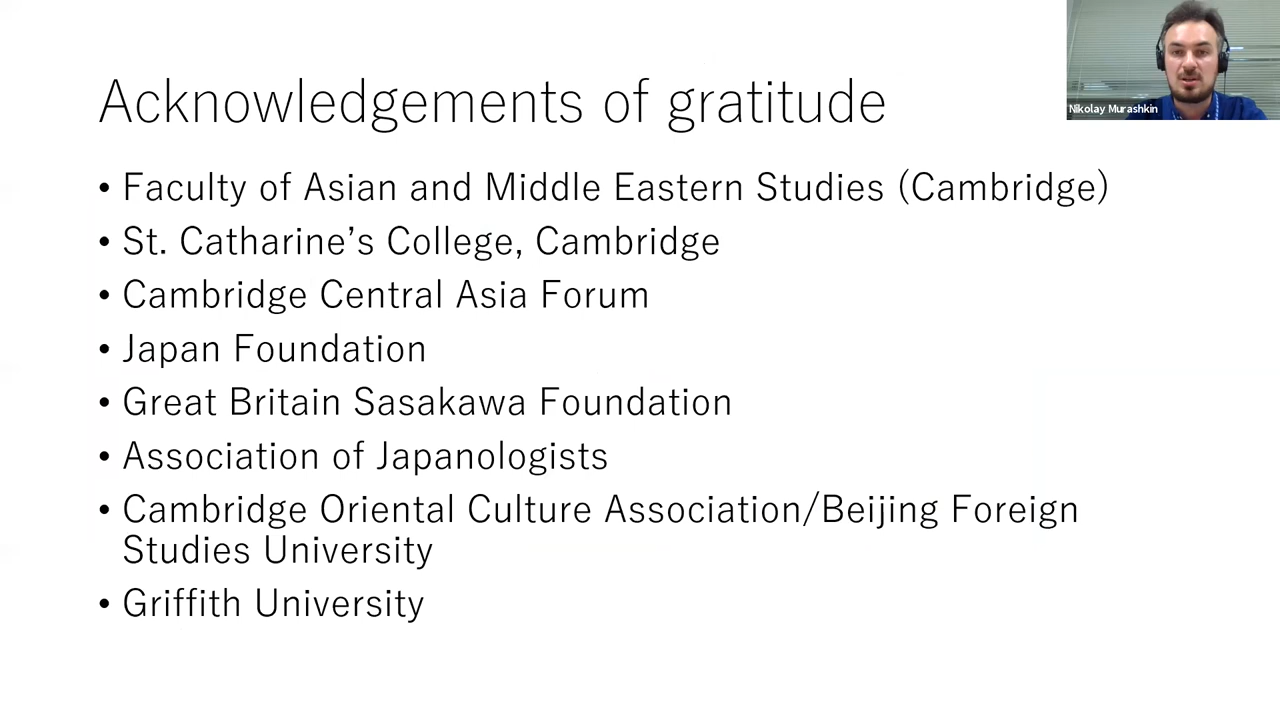 Acknowledgements of gratitude
Nikolay Murashkin
• Faculty of Asian and Middle Eastern Studies (Cambridge)
• St. Catharine’s College, Cambridge
• Cambridge Central Asia Forum
• Japan Foundation
• Great Britain Sasakawa Foundation
• Association of Japanologists
• Cambridge Oriental Culture Association/Beijing Foreign
Studies University
• Griffith University